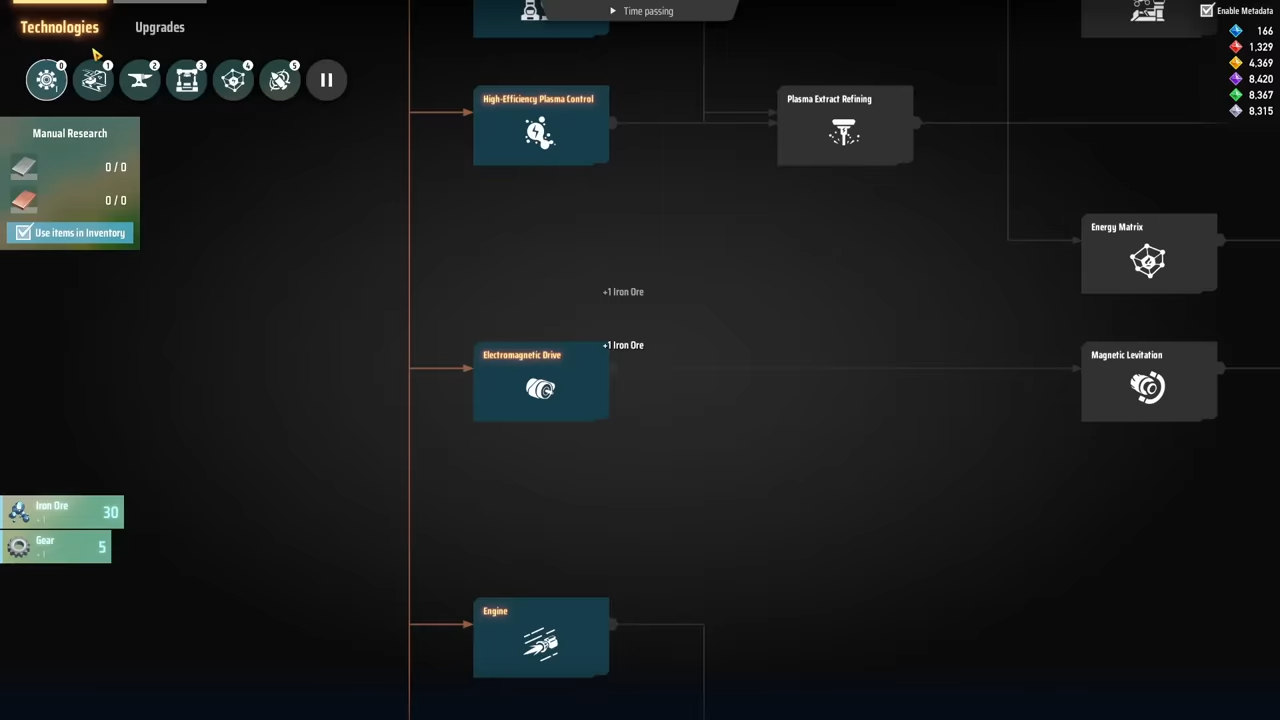 Time passing
Technologies
Upgrades
Enable Metadata
166
1,329
4,369
8,420
8,367
8,315
0
1
2
3
4
5
Manual Research
0 / 0
0 / 0
Use items in Inventory
High-Efficiency Plasma Control
Plasma Extract Refining
Energy Matrix
+1 Iron Ore
+1 Iron Ore
Electromagnetic Drive
Magnetic Levitation
Iron Ore
+ 1
30
Gear
+ 1
5
Engine